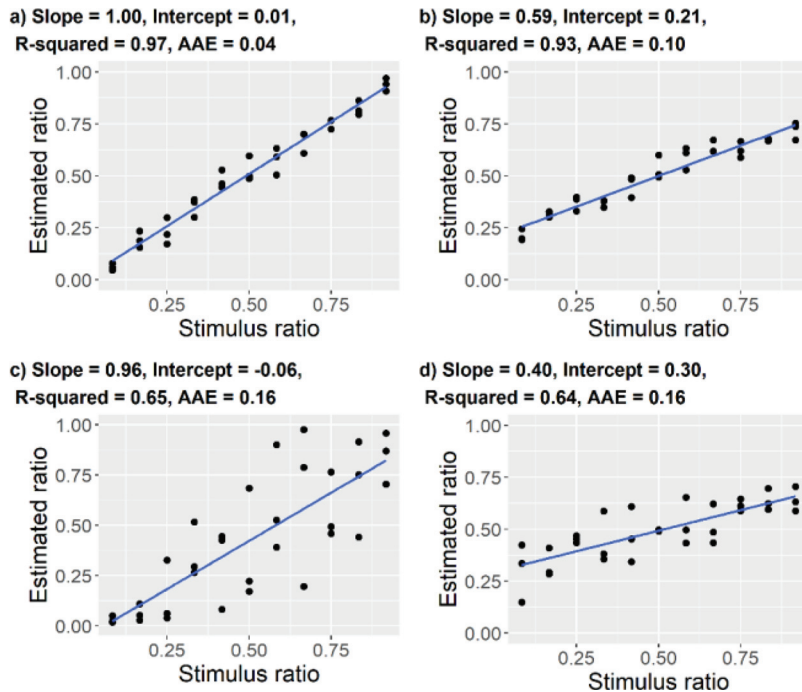 a) Slope = 1.00, Intercept = 0.01,
R-squared = 0.97, AAE = 0.04
1.00
0.75
0.50
0.25
0.00
Estimated ratio
0.25
0.50
0.75
Stimulus ratio
b) Slope = 0.59, Intercept = 0.21,
R-squared = 0.93, AAE = 0.10
1.00
0.75
0.50
0.25
0.00
Estimated ratio
0.25
0.50
0.75
Stimulus ratio
c) Slope = 0.96, Intercept = -0.06,
R-squared = 0.65, AAE = 0.16
1.00
0.75
0.50
0.25
0.00
Estimated ratio
0.25
0.50
0.75
Stimulus ratio
d) Slope = 0.40, Intercept = 0.30,
R-squared = 0.64, AAE = 0.16
1.00
0.75
0.50
0.25
0.00
Estimated ratio
0.25
0.50
0.75
Stimulus ratio